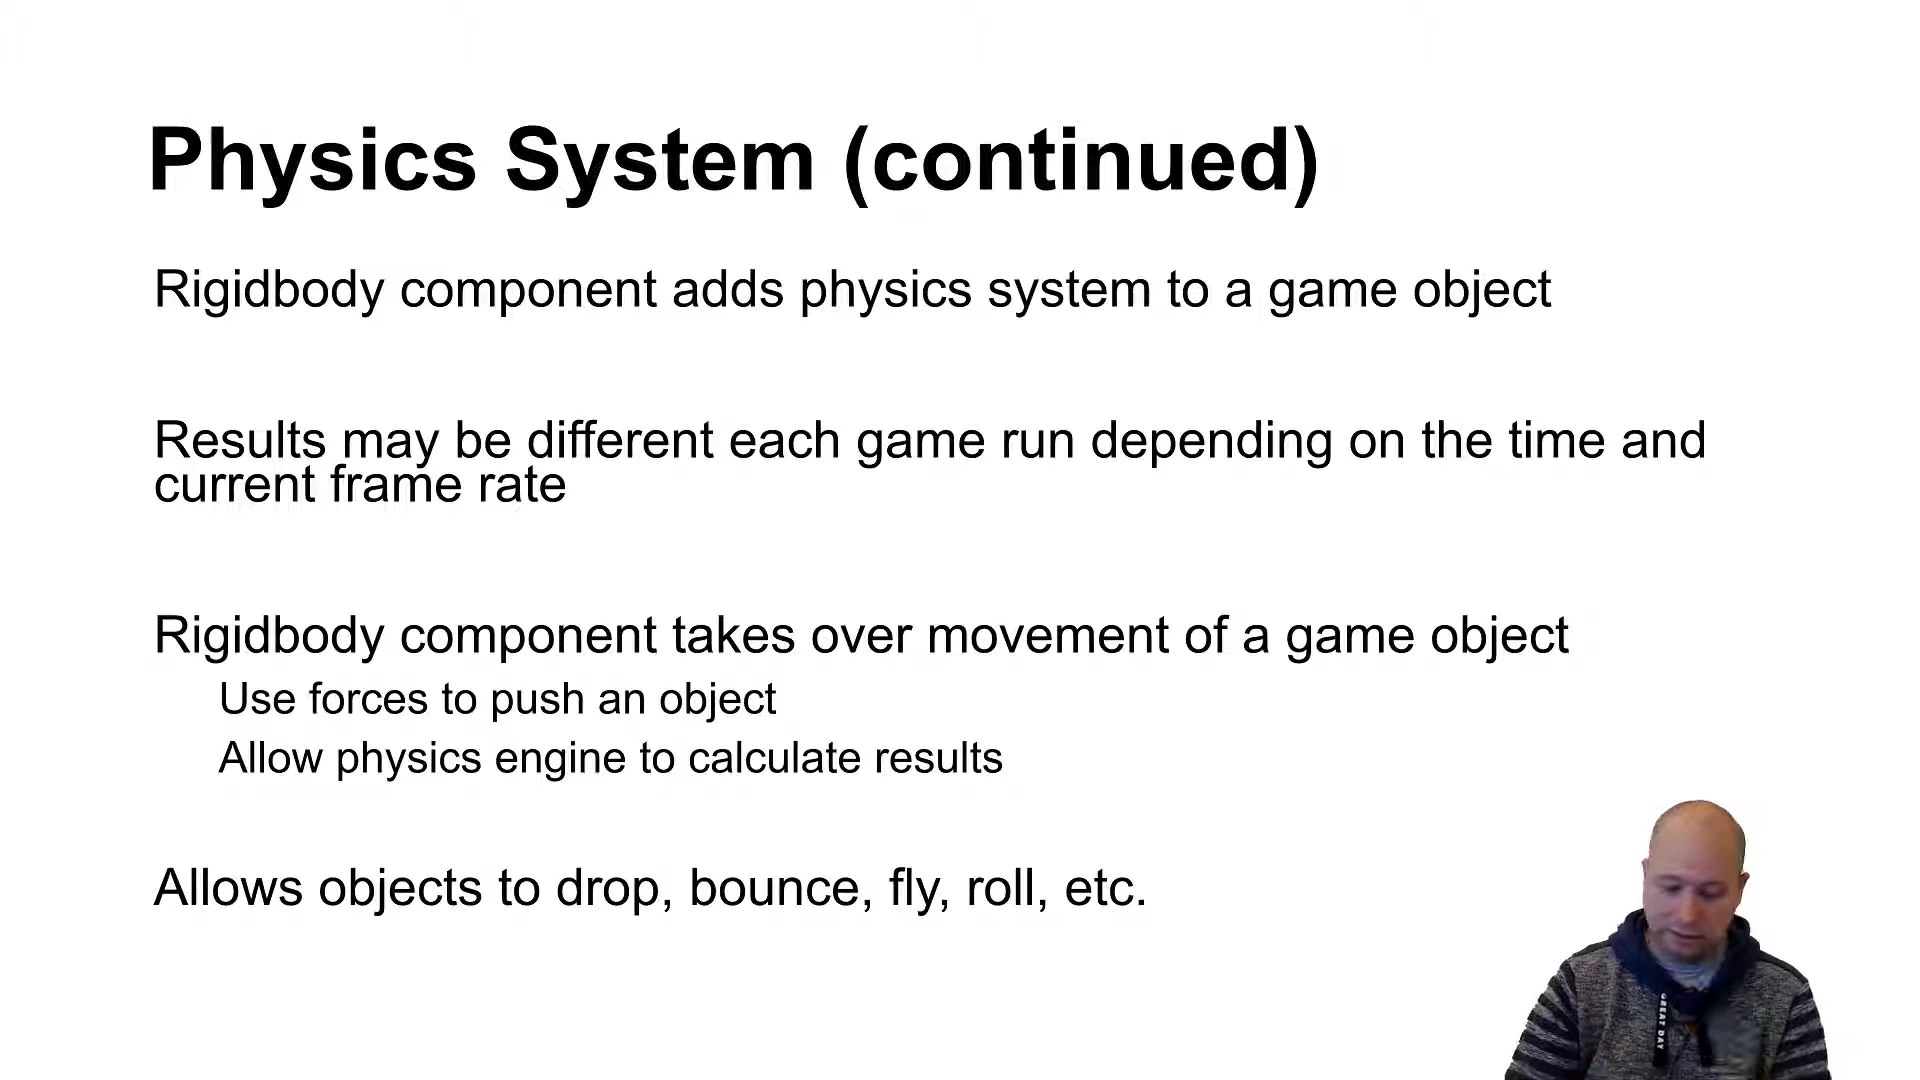 Physics System (continued)
Rigidbody component adds physics system to a game object
Results may be different each game run depending on the time and
current frame rate
Rigidbody component takes over movement of a game object
Use forces to push an object
Allow physics engine to calculate results
Allows objects to drop, bounce, fly, roll, etc.
GREAT DAY